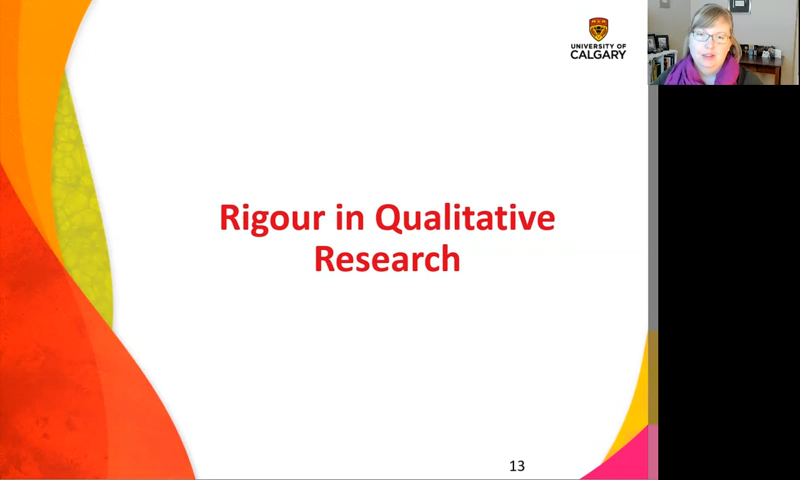 UNIVERSITY OF
CALGARY
Rigour in Qualitative
Research
13